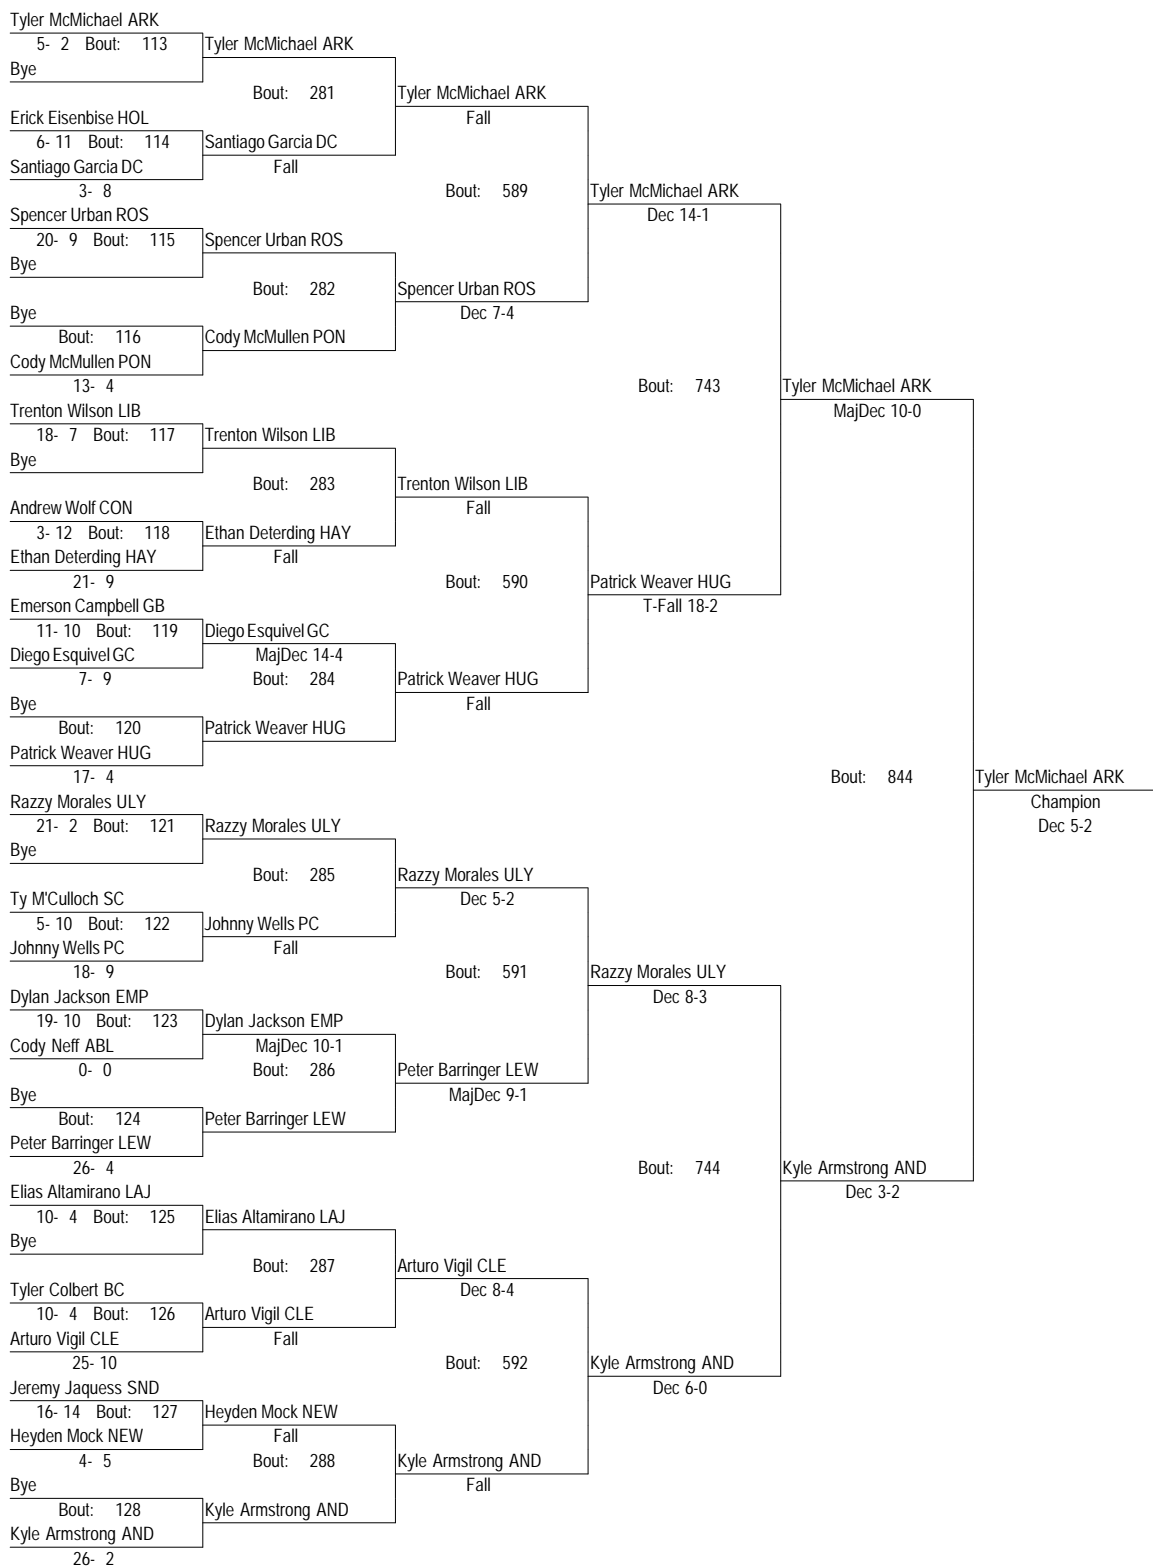 Tyler McMichael ARK
5- 2 Bout: 113 Tyler McMichael ARK
Bye
Bout: 281 Tyler McMichael ARK
Erick Eisenbise HOL Fall
6- 11 Bout: 114 Santiago Garcia DC
Santiago Garcia DC Fall
3- 8 Bout: 589 Tyler McMichael ARK
Spencer Urban ROS Dec 14-1
20- 9 Bout: 115 Spencer Urban ROS
Bye
Bout: 282 Spencer Urban ROS
Bye Dec 7-4
Bout: 116 Cody McMullen PON
Cody McMullen PON
13- 4 Bout: 743 Tyler McMichael ARK
Trenton Wilson LIB MajDec 10-0
18- 7 Bout: 117 Trenton Wilson LIB
Bye
Bout: 283 Trenton Wilson LIB
Andrew Wolf CON Fall
3- 12 Bout: 118 Ethan Deterding HAY
Ethan Deterding HAY Fall
21- 9 Bout: 590 Patrick Weaver HUG
Emerson Campbell GB T-Fall 18-2
11- 10 Bout: 119 Diego Esquivel GC
Diego Esquivel GC MajDec 14-4
7- 9 Bout: 284 Patrick Weaver HUG
Bye Fall
Bout: 120 Patrick Weaver HUG
Patrick Weaver HUG
17- 4 Bout: 844 Tyler McMichael ARK
Razzy Morales ULY Champion
21- 2 Bout: 121 Razzy Morales ULY Dec 5-2
Bye
Bout: 285 Razzy Morales ULY
Ty M'Culloch SC Dec 5-2
5- 10 Bout: 122 Johnny Wells PC
Johnny Wells PC Fall
18- 9 Bout: 591 Razzy Morales ULY
Dylan Jackson EMP Dec 8-3
19- 10 Bout: 123 Dylan Jackson EMP
Cody Neff ABL MajDec 10-1
0- 0 Bout: 286 Peter Barringer LEW
Bye MajDec 9-1
Bout: 124 Peter Barringer LEW
Peter Barringer LEW
26- 4 Bout: 744 Kyle Armstrong AND
Elias Altamirano LAJ Dec 3-2
10- 4 Bout: 125 Elias Altamirano LAJ
Bye
Bout: 287 Arturo Vigil CLE
Tyler Colbert BC Dec 8-4
10- 4 Bout: 126 Arturo Vigil CLE
Arturo Vigil CLE Fall
25- 10 Bout: 592 Kyle Armstrong AND
Jeremy Jaquess SND Dec 6-0
16- 14 Bout: 127 Heyden Mock NEW
Heyden Mock NEW Fall
4- 5 Bout: 288 Kyle Armstrong AND
Bye Fall
Bout: 128 Kyle Armstrong AND
Kyle Armstrong AND
26- 2